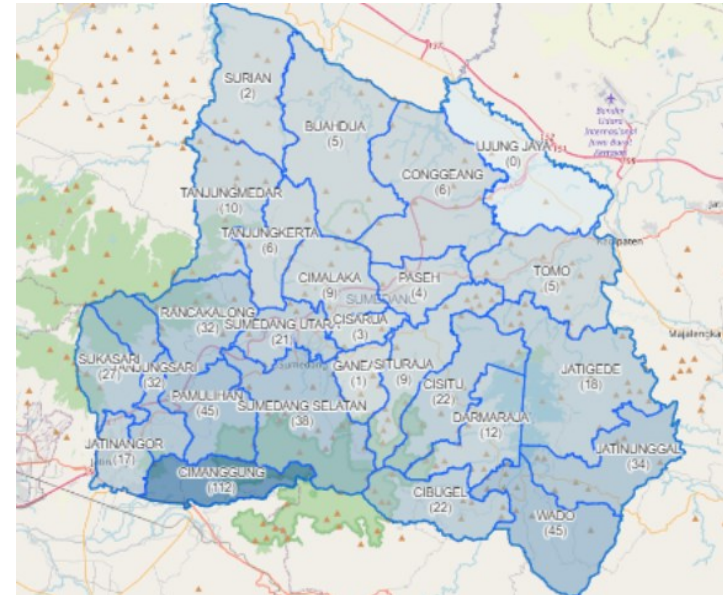 SURIAN
(2)
BUAHDUA
(5)
UJUNG JAYA
(0)
CONGGEANG
(6)
TANJUNGMEDAR
(10)
TANJUNGKERTA
(6)
CIMALAKA
(9)
PASEH
(4)
TOMO
(5)
SUMEDANG
RANCAKALONG
(32)
SUMEDANG UTARA
(21)
CISARUA
(3)
SUKASARI
(27)
TANJUNGSARI
(32)
GANEAS
(1)
SITURAJA
(9)
CISITU
(22)
JATIGEDE
(18)
PAMULIHAN
(45)
SUMEDANG SELATAN
(38)
DARMARAJA
(12)
JATINANGOR
(17)
JATINUNGGAL
(34)
CIMANGGUNG
(112)
CIBUGEL
(22)
WADO
(45)
Majalengka